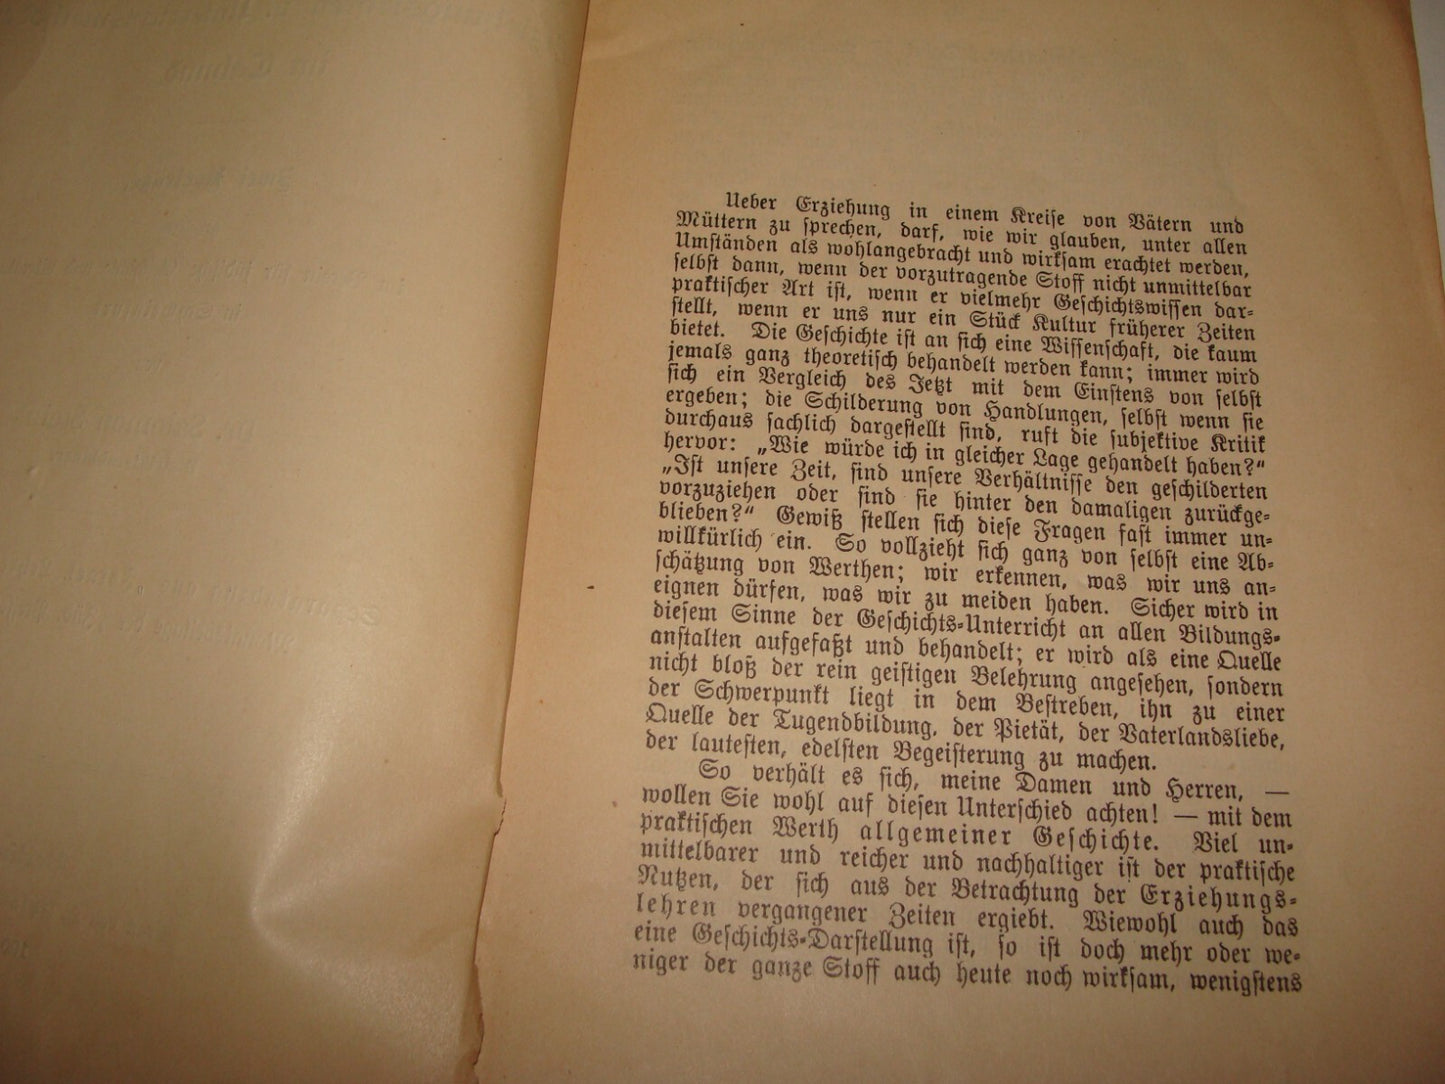 Ueber Erziehung in einem Kreise von Vätern und
Müttern zu sprechen, darf, wie wir glauben, unter allen
Umständen als wohlangebracht und wirksam erachtet werden,
selbst dann, wenn der vorzutragende Stoff nicht unmittelbar
praktischer Art ist, wenn er vielmehr Geschichtswissen dar-
stellt, wenn er uns nur ein Stück Kultur früherer Zeiten
bietet. Die Geschichte ist an sich eine Wissenschaft, die kaum
jemals ganz theoretisch behandelt werden kann; immer wird
sich ein Vergleich des Jetzt mit dem Einstens von selbst
ergeben; die Schilderung von Handlungen, selbst wenn sie
durchaus sachlich dargestellt sind, ruft die subjektive Kritik
hervor: „Wie würde ich in gleicher Lage gehandelt haben?“
„Ist unsere Zeit, sind unsere Verhältnisse den geschilderten
vorzuziehen oder sind sie hinter den damaligen zurückge-
blieben?“ Gewiß stellen sich diese Fragen fast immer un-
willkürlich ein. So vollzieht sich ganz von selbst eine Ab-
schätzung von Werthen; wir erkennen, was wir uns an-
eignen dürfen, was wir zu meiden haben. Sicher wird in
diesem Sinne der Geschichts-Unterricht an allen Bildungs-
anstalten aufgefaßt und behandelt; er wird als eine Quelle
nicht bloß der rein geistigen Belehrung angesehen, sondern
der Schwerpunkt liegt in dem Bestreben, ihn zu einer
Quelle der Tugendbildung, der Pietät, der Vaterlandsliebe,
der lautesten, edelsten Begeisterung zu machen.
So verhält es sich, meine Damen und Herren, —
wollen Sie wohl auf diesen Unterschied achten! — mit dem
praktischen Werth allgemeiner Geschichte. Viel un-
mittelbarer und reicher und nachhaltiger ist der praktische
Nutzen, der sich aus der Betrachtung der Erziehungs-
lehren vergangener Zeiten ergiebt. Wiewohl auch das
eine Geschichts-Darstellung ist, so ist doch mehr oder we-
niger der ganze Stoff auch heute noch wirksam, wenigstens